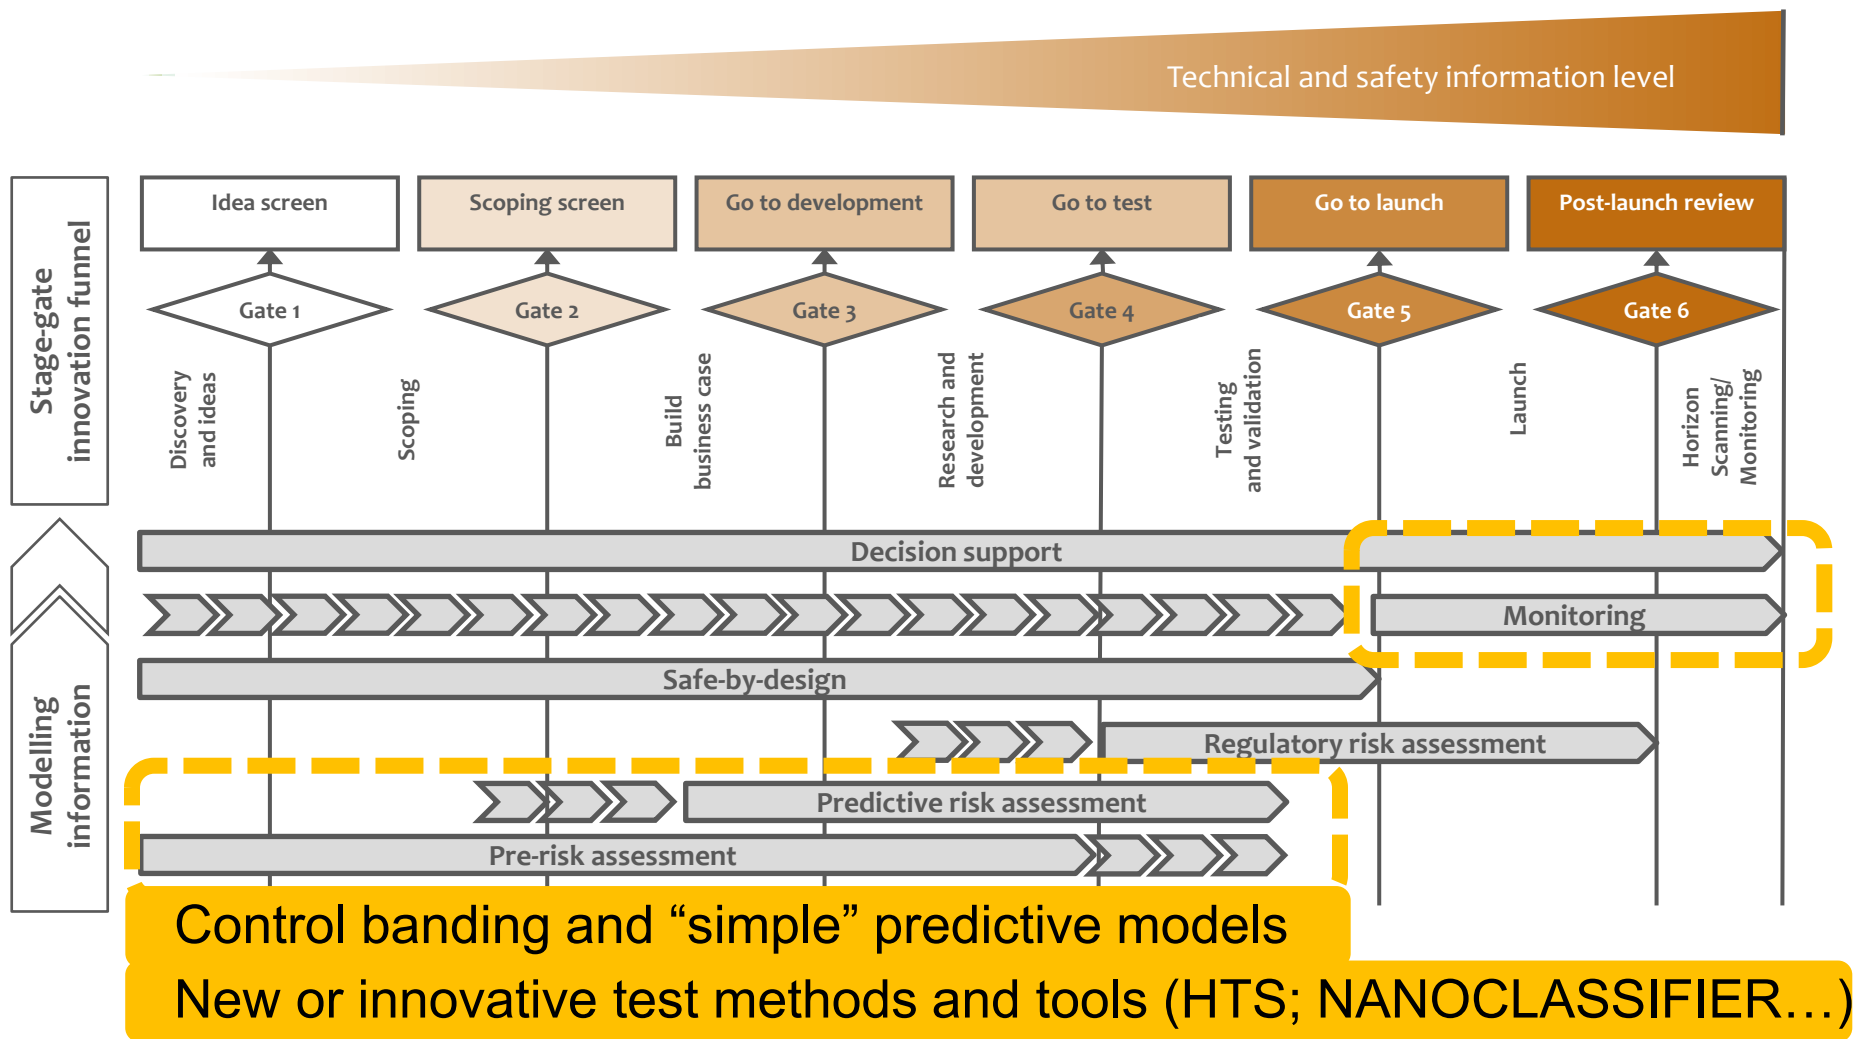 Technical and safety information level
Stage-gate
innovation funnel
Idea screen
Scoping screen
Go to development
Go to test
Go to launch
Post-launch review
Gate 1
Gate 2
Gate 3
Gate 4
Gate 5
Gate 6
Discovery
and ideas
Scoping
Build
business case
Research and
development
Testing
and validation
Launch
Horizon
Scanning/
Monitoring
Modelling
information
Decision support
Monitoring
Safe-by-design
Regulatory risk assessment
Predictive risk assessment
Pre-risk assessment
Control banding and “simple” predictive models
New or innovative test methods and tools (HTS; NANOCLASSIFIER…)